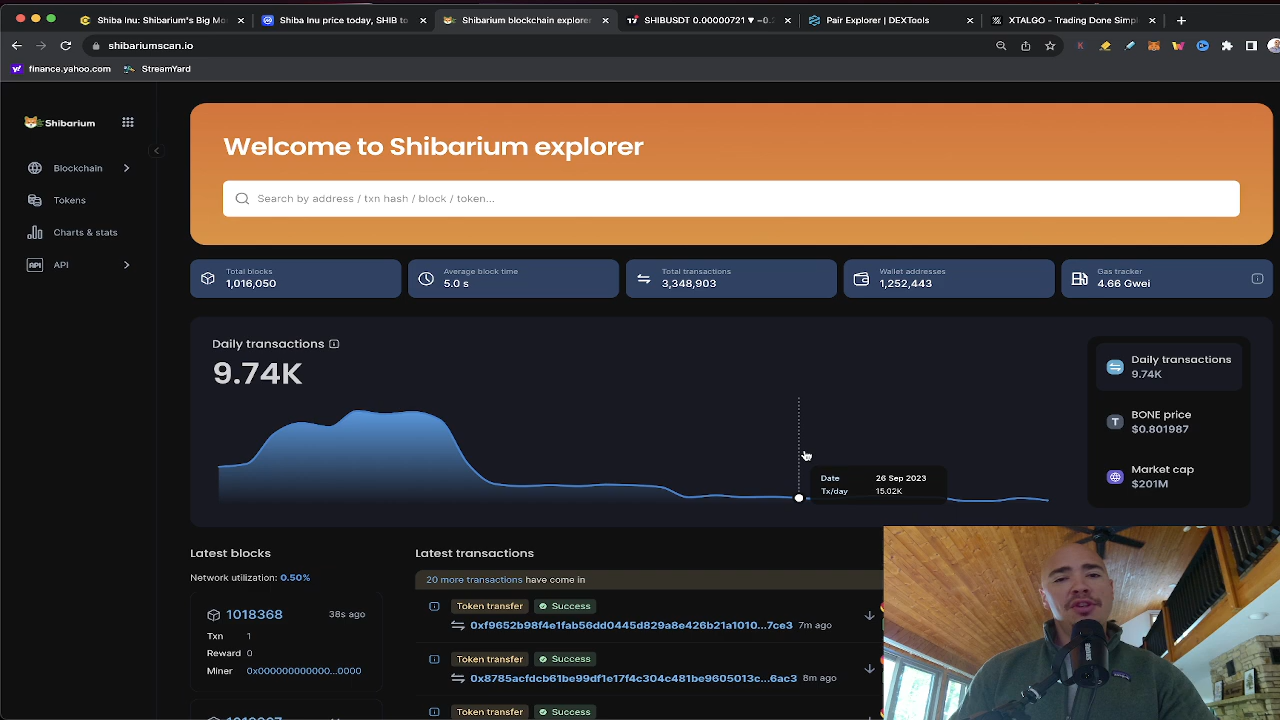 Shiba Inu: Shibarium's Big Mo
Shiba Inu price today, SHIB to
Shibarium blockchain explorer
SHIBUSDT 0.00000721 ▼ −0.
Pair Explorer | DEXTools
XTALGO - Trading Done Simpl
shibariumscan.io
finance.yahoo.com
StreamYard
Shibarium
Blockchain
Tokens
Charts & stats
API
Welcome to Shibarium explorer
Search by address / txn hash / block / token...
Total blocks
1,016,050
Average block time
5.0 s
Total transactions
3,348,903
Wallet addresses
1,252,443
Gas tracker
4.66 Gwei
Daily transactions
9.74K
Date 26 Sep 2023
Tx/day 15.02K
Daily transactions
9.74K
BONE price
$0.801987
Market cap
$201M
Latest blocks
Network utilization: 0.50%
1018368 38s ago
Txn 1
Reward 0
Miner 0x000000000000...0000
Latest transactions
20 more transactions have come in
Token transfer Success
0xf9652b98f4e1fab56dd0445d829a8e426b21a1010...7ce3 7m ago
Token transfer Success
0x8785acfdcb61be99df1e17f4c304c481be9605013c...6ac3 8m ago
Token transfer Success